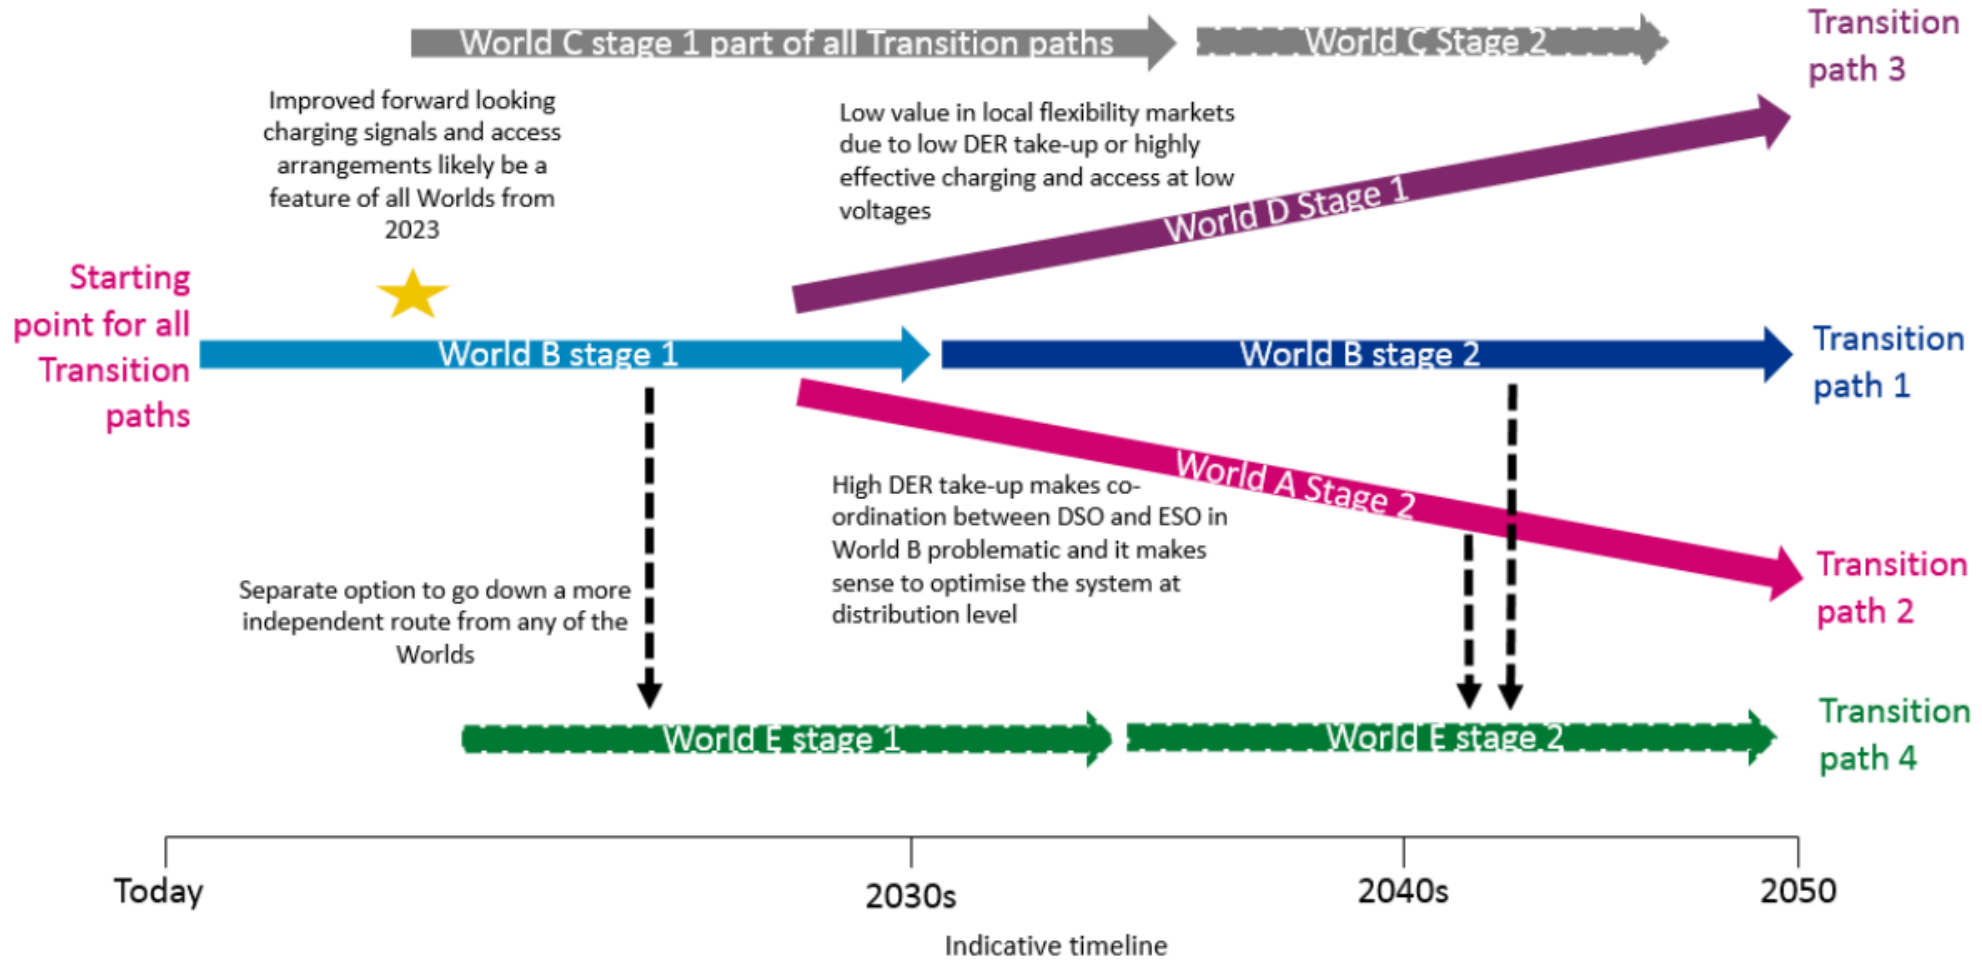 World C stage 1 part of all Transition paths
World C Stage 2
Transition
path 3
Improved forward looking
charging signals and access
arrangements likely be a
feature of all Worlds from
2023
Low value in local flexibility markets
due to low DER take-up or highly
effective charging and access at low
voltages
World D Stage 1
Starting
point for all
Transition
paths
World B stage 1
World B stage 2
Transition
path 1
World A Stage 2
High DER take-up makes co-
ordination between DSO and ESO in
World B problematic and it makes
sense to optimise the system at
distribution level
Transition
path 2
Separate option to go down a more
independent route from any of the
Worlds
World E stage 1
World E stage 2
Transition
path 4
Today
2030s
2040s
2050
Indicative timeline